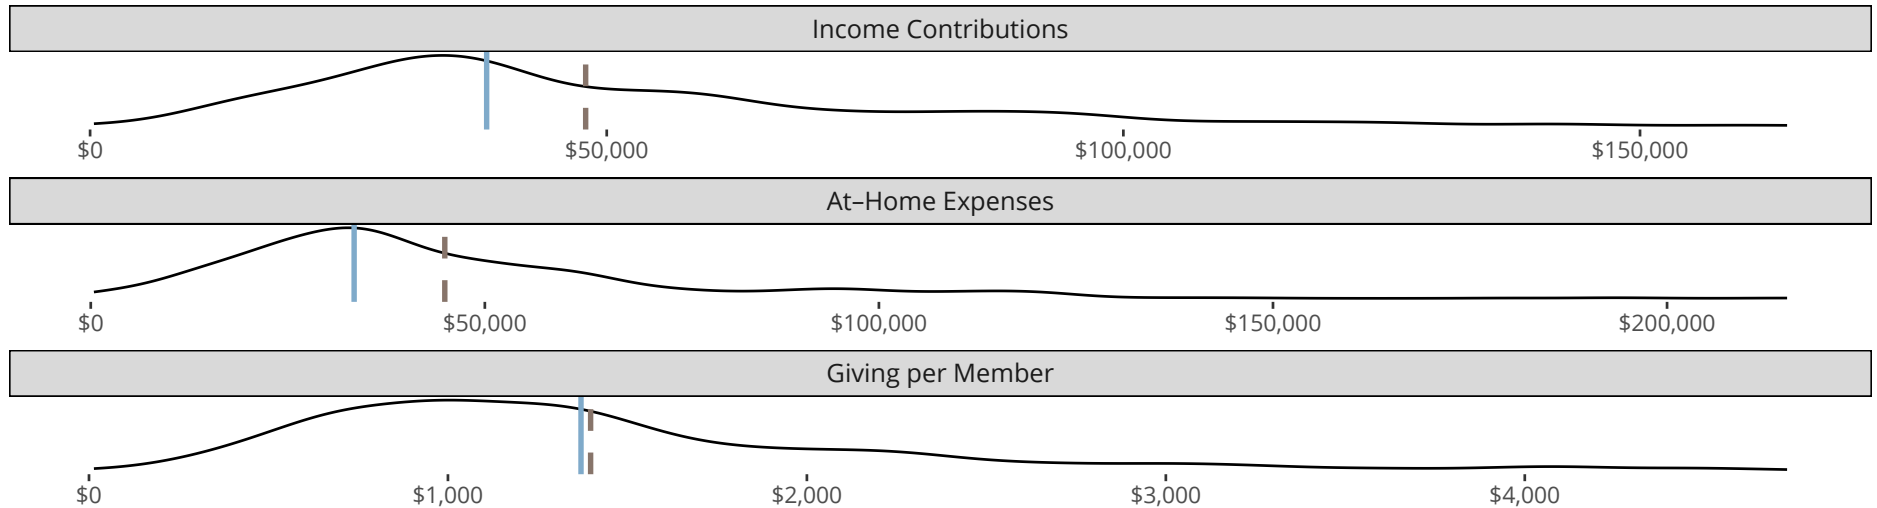 Income Contributions
$0 $50,000 $100,000 $150,000
At–Home Expenses
$0 $50,000 $100,000 $150,000 $200,000
Giving per Member
$0 $1,000 $2,000 $3,000 $4,000